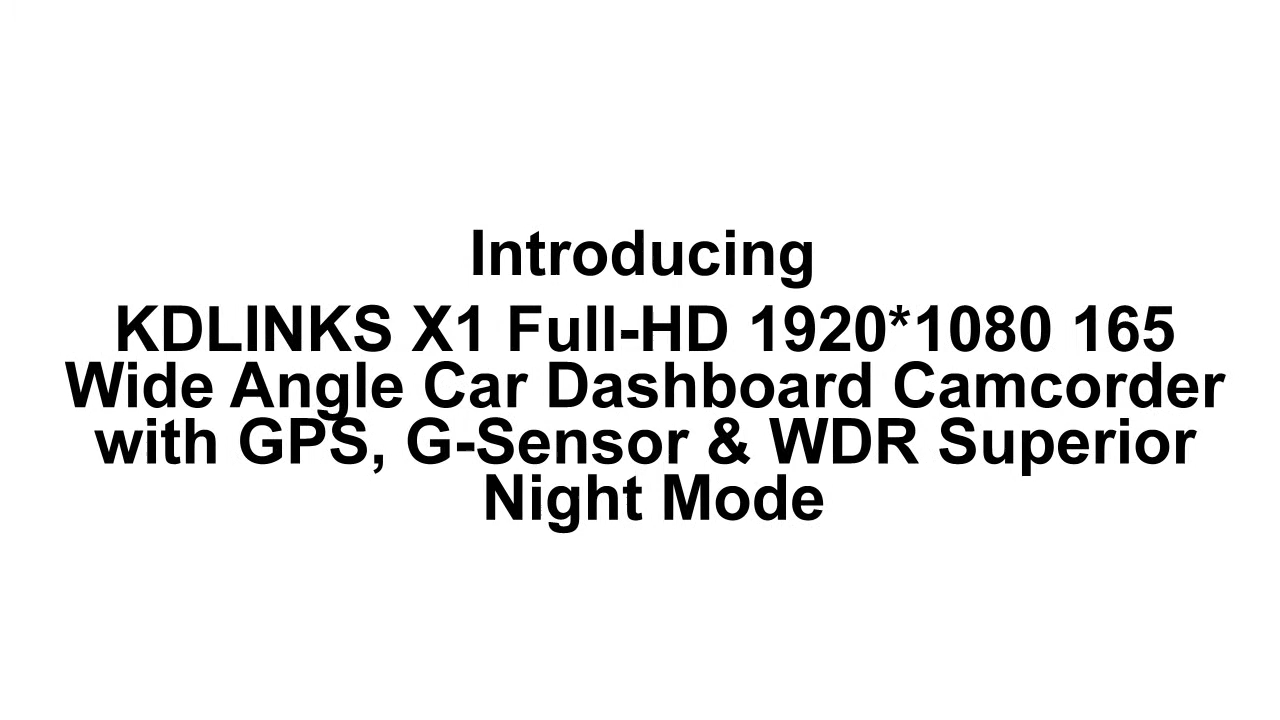 Introducing
KDLINKS X1 Full-HD 1920*1080 165
Wide Angle Car Dashboard Camcorder
with GPS, G-Sensor & WDR Superior
Night Mode